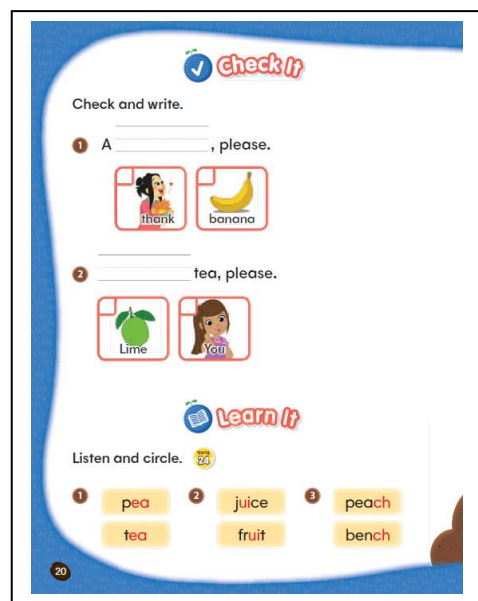 Check It
Check and write.
1 A , please.
thank banana
2 tea, please.
Lime You
Learn It
Listen and circle.
24
1 pea 2 juice 3 peach
tea fruit bench
20